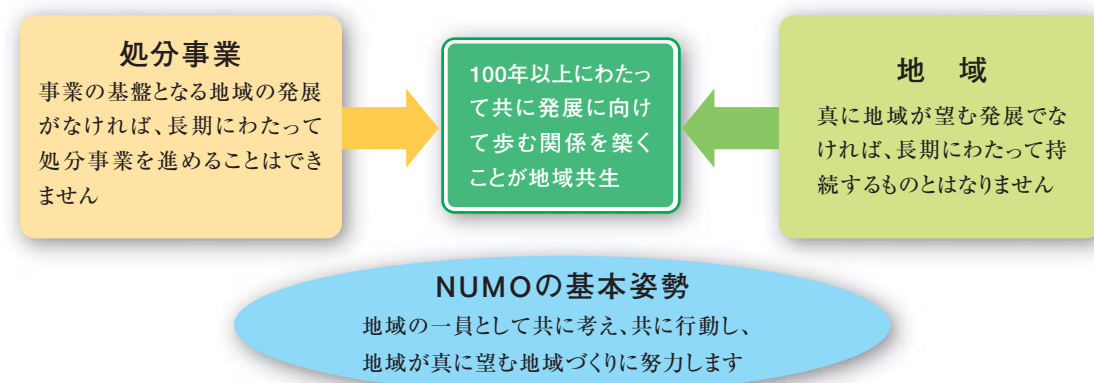 処分事業
事業の基盤となる地域の発展
がなければ、長期にわたって
処分事業を進めることはでき
ません
100年以上にわたっ
て共に発展に向け
て歩む関係を築く
ことが地域共生
地　域
真に地域が望む発展でな
ければ、長期にわたって持
続するものとはなりません
NUMOの基本姿勢
地域の一員として共に考え、共に行動し、
地域が真に望む地域づくりに努力します